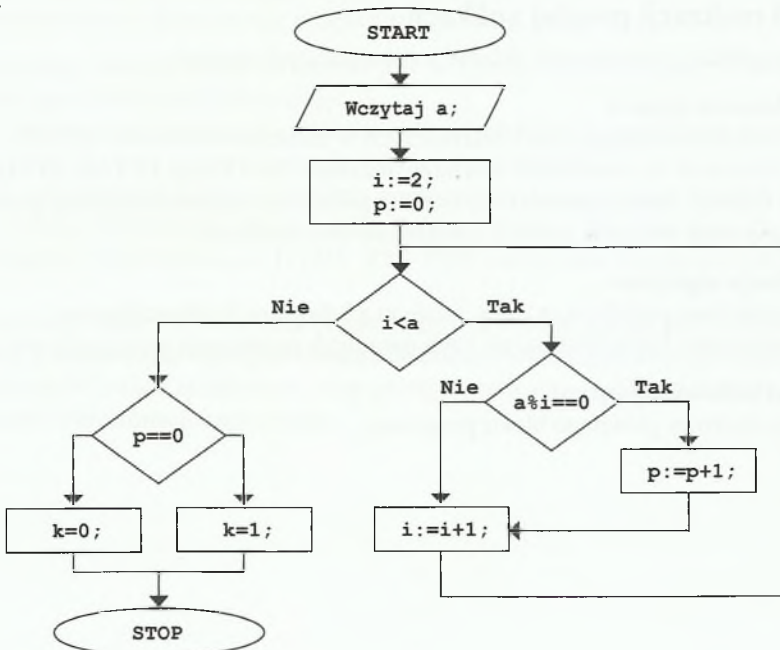 START
Wczytaj a;
i:=2;
p:=0;
Nie
i<a
Tak
Nie
a%i==0
Tak
p==0
p:=p+1;
k=0;
k=1;
i:=i+1;
STOP